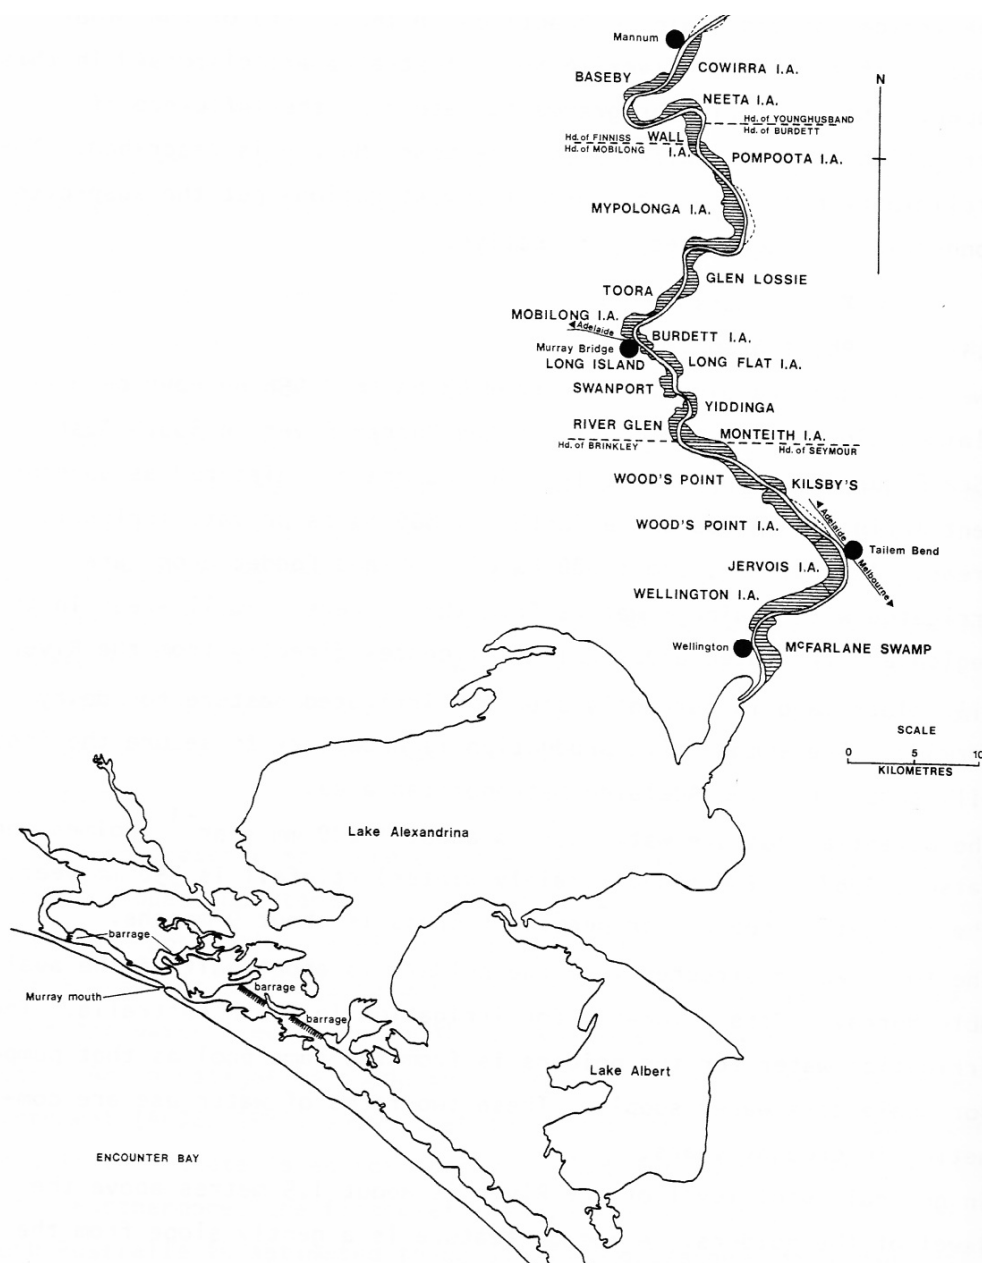 Mannum
COWIRRA I.A.
BASEBY
N
NEETA I.A.
Hd. of YOUNGHUSBAND
Hd. of BURDETT
Hd. of FINNISS
WALL
I.A.
Hd. of MOBILONG
POMPOOTA I.A.
MYPOLONGA I.A.
GLEN LOSSIE
TOORA
MOBILONG I.A.
Adelaide
BURDETT I.A.
Murray Bridge
LONG ISLAND
LONG FLAT I.A.
SWANPORT
YIDDINGA
RIVER GLEN
MONTEITH I.A.
Hd. of BRINKLEY
Hd. of SEYMOUR
WOOD'S POINT
KILSBY'S
Adelaide
WOOD'S POINT I.A.
Tailem Bend
JERVOIS I.A.
Melbourne
WELLINGTON I.A.
Wellington
McFARLANE SWAMP
SCALE
0 5 10
KILOMETRES
Lake Alexandrina
barrage
barrage
Murray mouth
barrage
Lake Albert
ENCOUNTER BAY